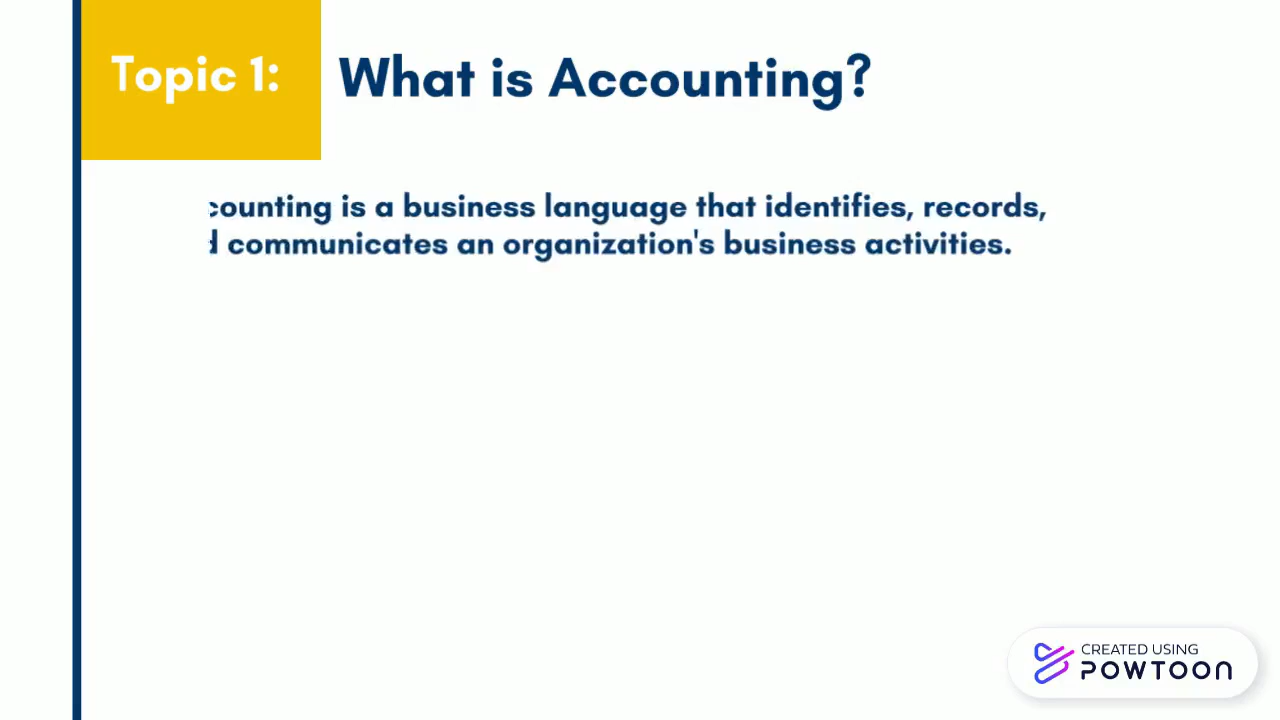 Topic 1:
What is Accounting?
counting is a business language that identifies, records,
d communicates an organization's business activities.
CREATED USING
POWTOON